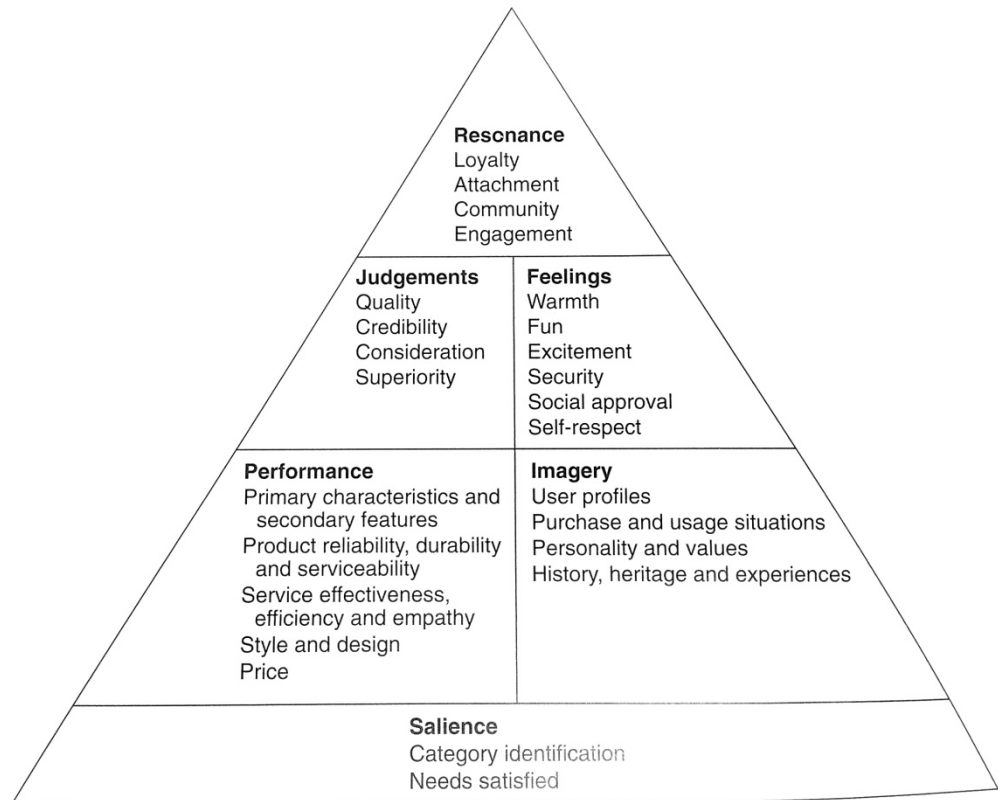 Resonance
Loyalty
Attachment
Community
Engagement
Judgements
Quality
Credibility
Consideration
Superiority
Feelings
Warmth
Fun
Excitement
Security
Social approval
Self-respect
Performance
Primary characteristics and
secondary features
Product reliability, durability
and serviceability
Service effectiveness,
efficiency and empathy
Style and design
Price
Imagery
User profiles
Purchase and usage situations
Personality and values
History, heritage and experiences
Salience
Category identification
Needs satisfied